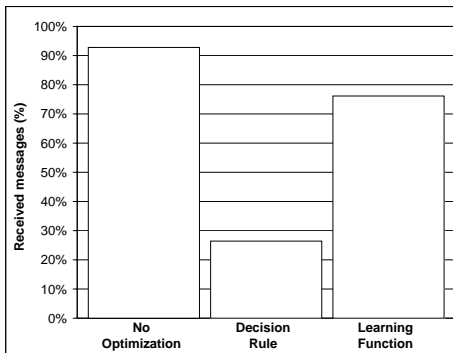 100%
90%
80%
70%
60%
50%
40%
30%
20%
10%
0%
Received messages (%)
No Optimization
Decision Rule
Learning Function